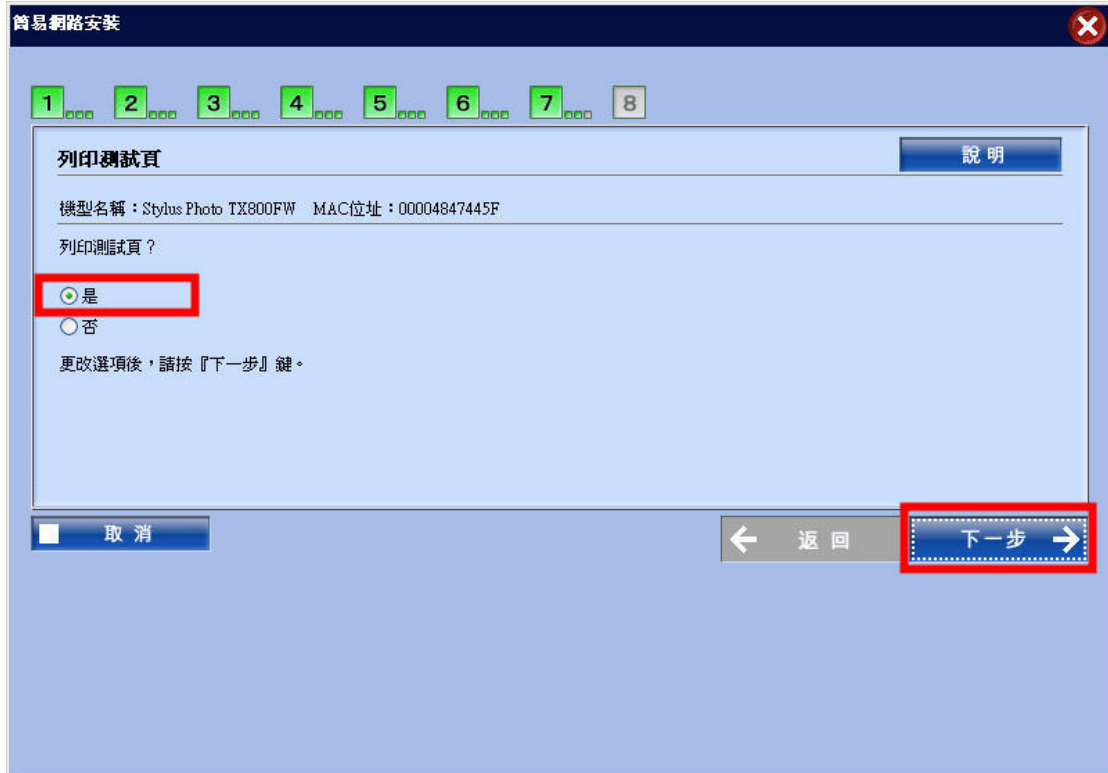 簡易網路安裝
1 2 3 4 5 6 7 8
列印測試頁
說明
機型名稱：Stylus Photo TX800FW MAC位址：00004847445F
列印測試頁？
是
否
更改選項後，請按『下一步』鍵。
取消
返回
下一步